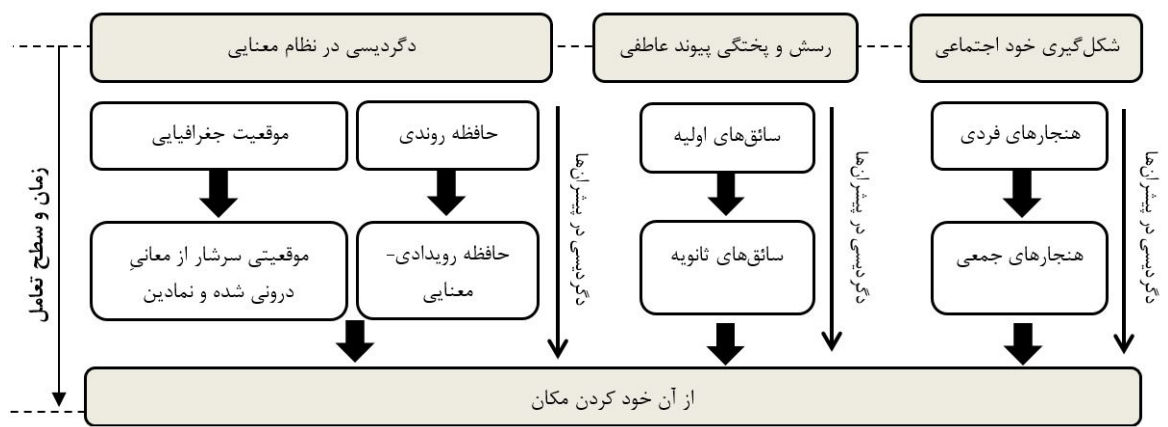 شکل‌گیری خود اجتماعی
رسش و پختگی پیوند عاطفی
دگردیسی در نظام معنایی
هنجارهای فردی
سائق‌های اولیه
حافظه روندی
موقعیت جغرافیایی
هنجارهای جمعی
سائق‌های ثانویه
حافظه رویدادی-
معنایی
موقعیتی سرشار از معانیِ
درونی شده و نمادین
دگردیسی در پیشران‌ها
دگردیسی در پیشران‌ها
دگردیسی در پیشران‌ها
زمان و سطح تعامل
از آن خود کردن مکان